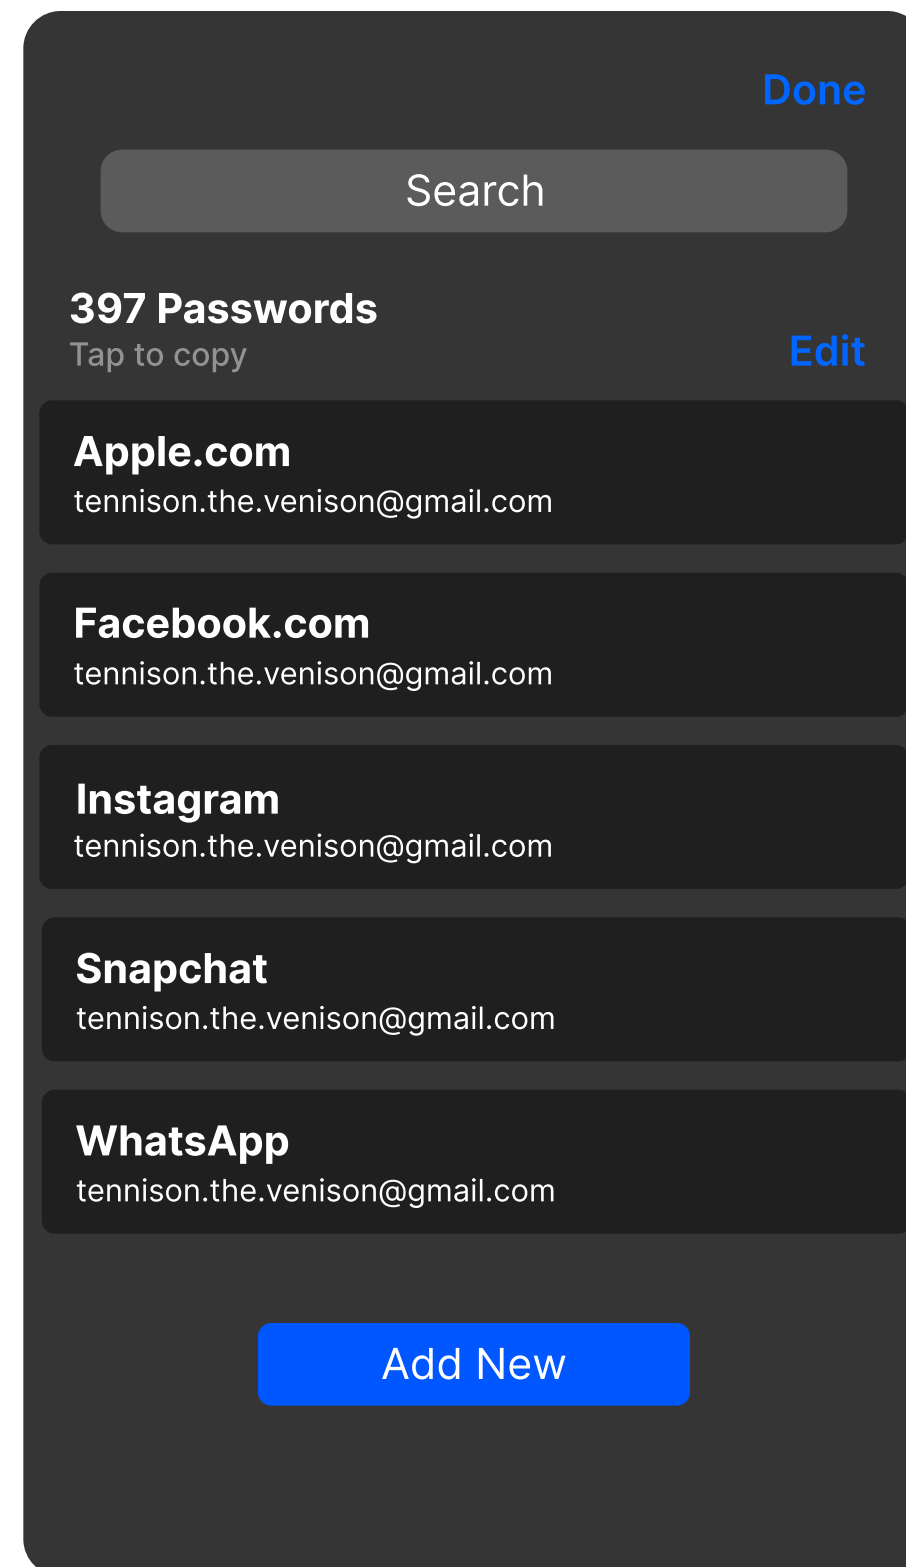 Done
Search
397 Passwords
Tap to copy
Edit
Apple.com
tennison.the.venison@gmail.com
Facebook.com
tennison.the.venison@gmail.com
Instagram
tennison.the.venison@gmail.com
Snapchat
tennison.the.venison@gmail.com
WhatsApp
tennison.the.venison@gmail.com
Add New